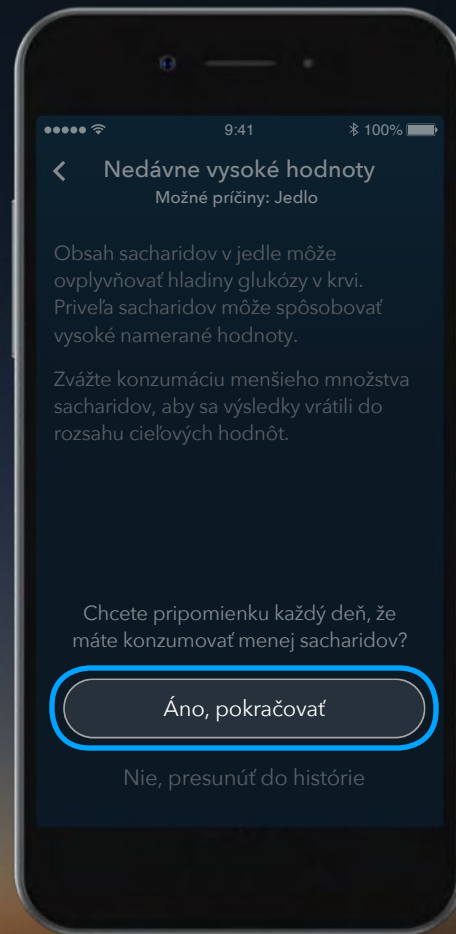 9:41
100%
Nedávne vysoké hodnoty
Možné príčiny: Jedlo
Obsah sacharidov v jedle môže
ovplyvňovať hladiny glukózy v krvi.
Priveľa sacharidov môže spôsobovať
vysoké namerané hodnoty.
Zvážte konzumáciu menšieho množstva
sacharidov, aby sa výsledky vrátili do
rozsahu cieľových hodnôt.
Chcete pripomienku každý deň, že
máte konzumovať menej sacharidov?
Áno, pokračovať
Nie, presunúť do histórie